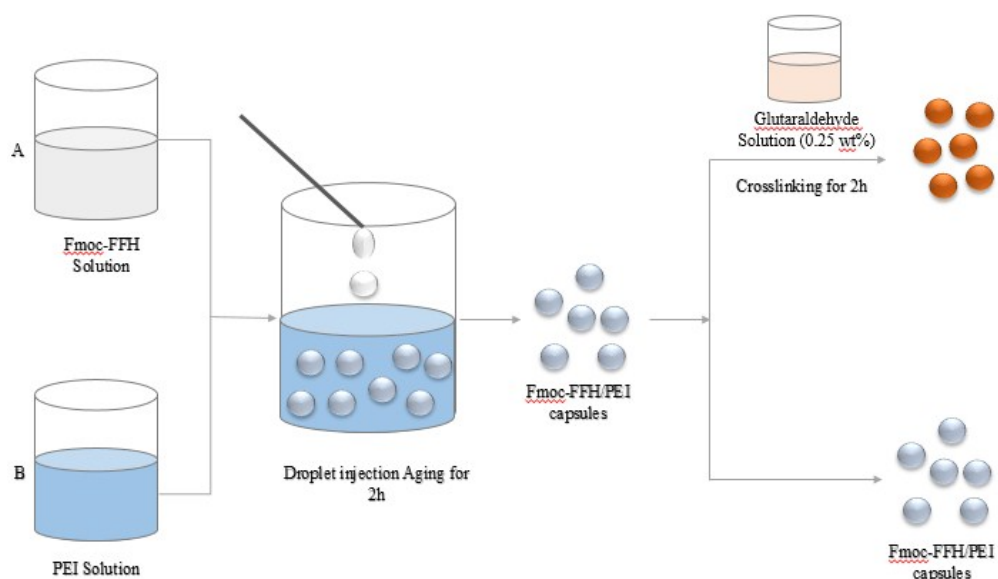 A
Fmoc-FFH
Solution
B
PEI Solution
Droplet injection Aging for
2h
Fmoc-FFH/PEI
capsules
Glutaraldehyde
Solution (0.25 wt%)
Crosslinking for 2h
Fmoc-FFH/PEI
capsules